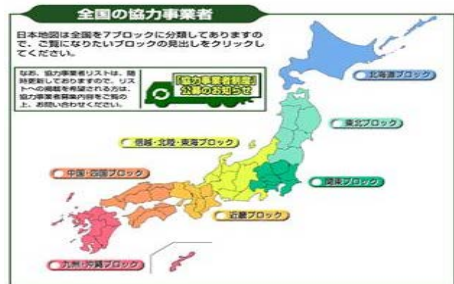 全国の協力事業者
日本地図は全国を7ブロックに分類してありますの
で、ご覧になりたいブロックの見出しをクリックし
てください。
なお、協力事業者リストは、随
時更新しておりますので、リス
トへの掲載を希望される方は、
協力事業者募集内容をご覧の
上、お問い合わせください。
「協力事業者制度」
公募のお知らせ
北海道ブロック
東北ブロック
信越・北陸・東海ブロック
中国・四国ブロック
関東ブロック
近畿ブロック
九州・沖縄ブロック